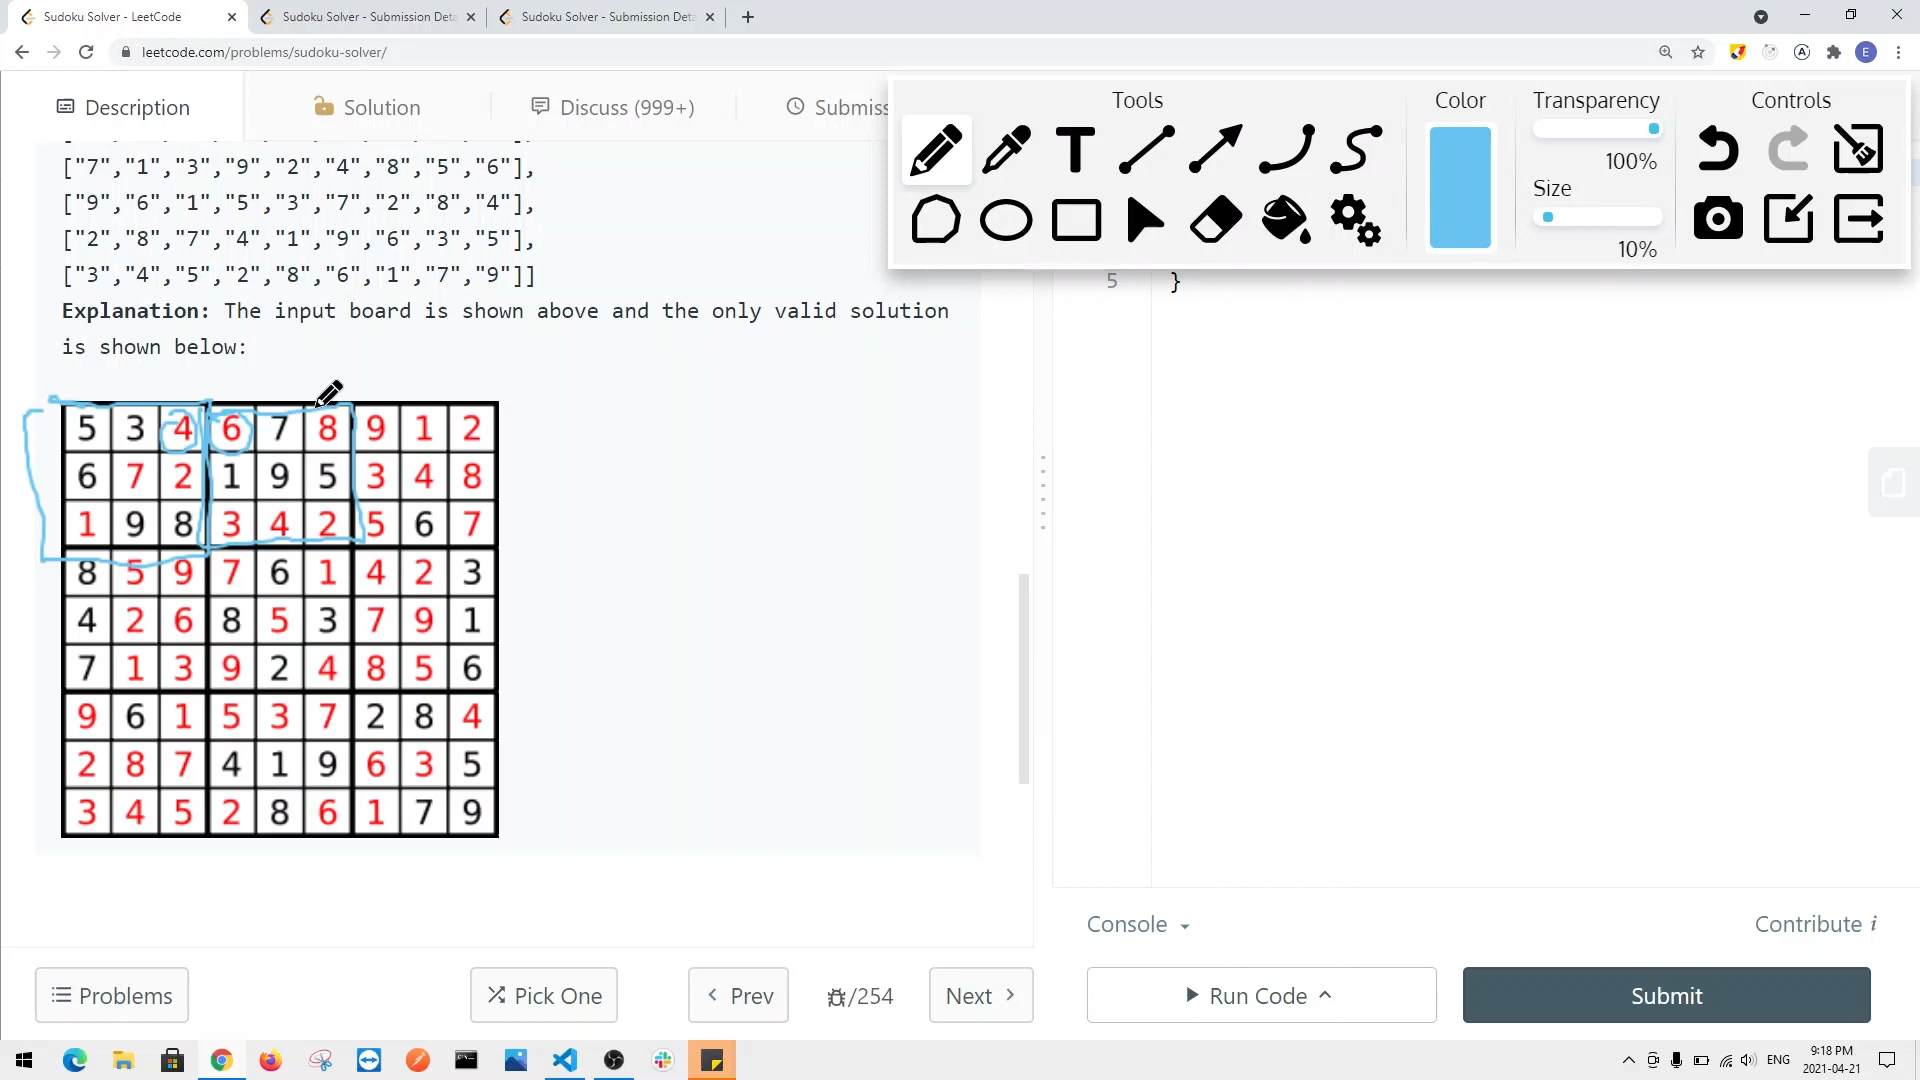 Sudoku Solver - LeetCode
Sudoku Solver - Submission Deta
Sudoku Solver - Submission Deta
leetcode.com/problems/sudoku-solver/
E
Description
Solution
Discuss (999+)
Submiss
Tools
Color
Transparency
Controls
100%
Size
10%
T
["7","1","3","9","2","4","8","5","6"],
["9","6","1","5","3","7","2","8","4"],
["2","8","7","4","1","9","6","3","5"],
["3","4","5","2","8","6","1","7","9"]]
Explanation: The input board is shown above and the only valid solution
is shown below:
5 }
5 3 4 6 7 8 9 1 2
6 7 2 1 9 5 3 4 8
1 9 8 3 4 2 5 6 7
8 5 9 7 6 1 4 2 3
4 2 6 8 5 3 7 9 1
7 1 3 9 2 4 8 5 6
9 6 1 5 3 7 2 8 4
2 8 7 4 1 9 6 3 5
3 4 5 2 8 6 1 7 9
Console
Contribute i
Problems
Pick One
Prev
/254
Next
Run Code
Submit
ENG
9:18 PM
2021-04-21